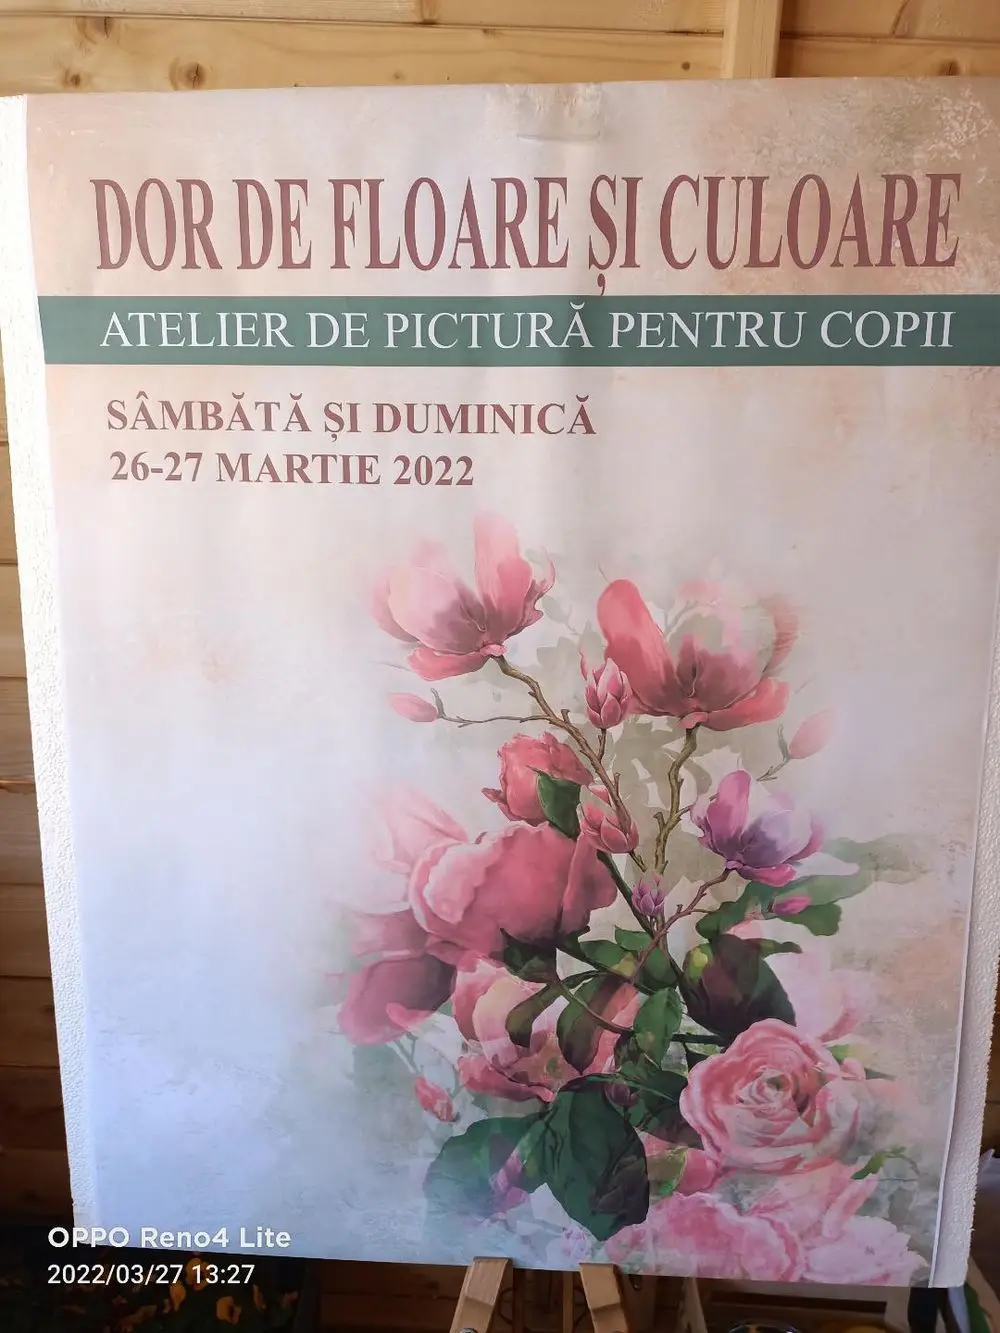 DOR DE FLOARE ȘI CULOARE
ATELIER DE PICTURĂ PENTRU COPII
SÂMBĂTĂ ȘI DUMINICĂ
26-27 MARTIE 2022
OPPO Reno4 Lite
2022/03/27 13:27